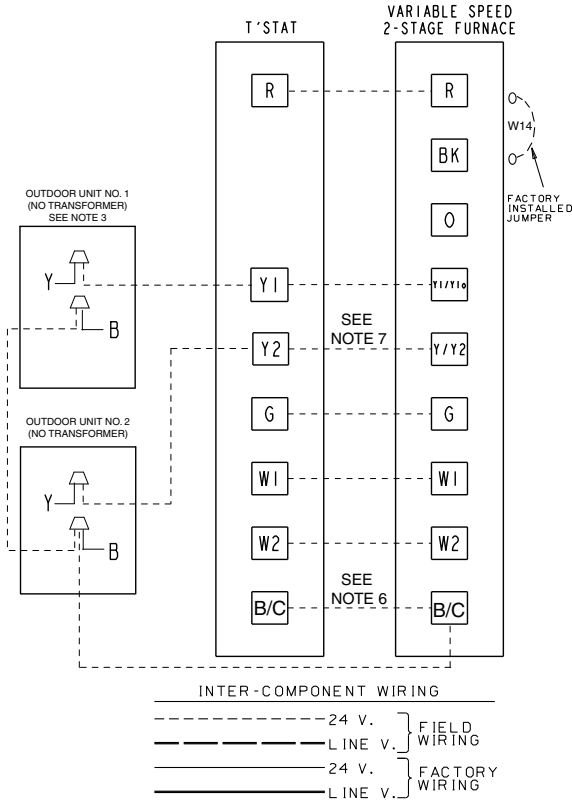 VARIABLE SPEED
T'STAT 2-STAGE FURNACE
R R
W14
BK
FACTORY
INSTALLED
JUMPER
OUTDOOR UNIT NO. 1
(NO TRANSFORMER)
SEE NOTE 3
O
Y
Y1 Y1/Y1o
B
SEE
NOTE 7
Y2 Y/Y2
OUTDOOR UNIT NO. 2
(NO TRANSFORMER)
G G
Y
W1 W1
B
W2 W2
SEE
NOTE 6
B/C B/C
INTER-COMPONENT WIRING
24 V.
LINE V.
FIELD
WIRING
24 V.
LINE V.
FACTORY
WIRING